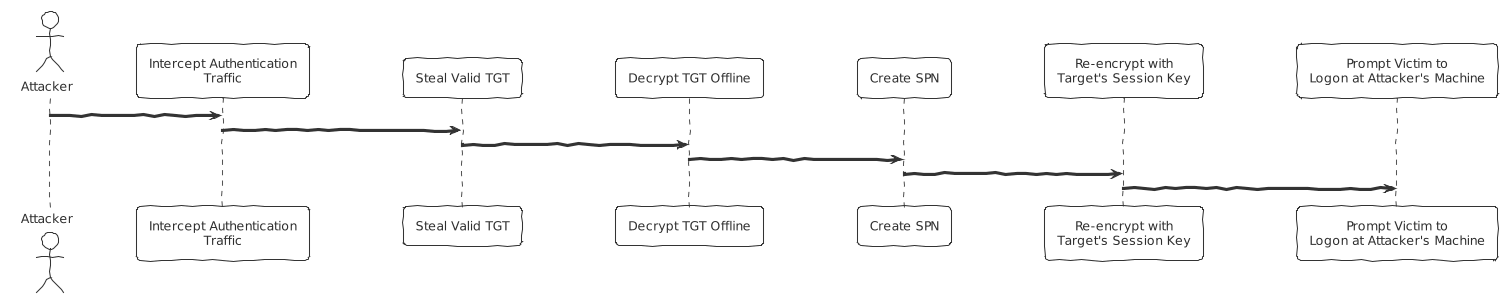 Attacker
Intercept Authentication
Traffic
Steal Valid TGT
Decrypt TGT Offline
Create SPN
Re-encrypt with
Target's Session Key
Prompt Victim to
Logon at Attacker's Machine
Attacker
Intercept Authentication
Traffic
Steal Valid TGT
Decrypt TGT Offline
Create SPN
Re-encrypt with
Target's Session Key
Prompt Victim to
Logon at Attacker's Machine